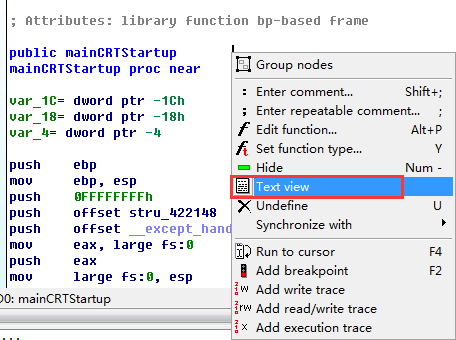 ; Attributes: library function bp-based frame
public mainCRTStartup
mainCRTStartup proc near
var_1C= dword ptr -1Ch
var_18= dword ptr -18h
var_4= dword ptr -4
push ebp
mov ebp, esp
push 0FFFFFFFFh
push offset stru_422148
push offset __except_hand
mov eax, large fs:0
push eax
mov large fs:0, esp
D0: mainCRTStartup
Group nodes
: Enter comment... Shift+;
; Enter repeatable comment... ;
f Edit function... Alt+P
f Set function type... Y
Hide Num -
Text view
Undefine U
Synchronize with
Run to cursor F4
Add breakpoint F2
w Add write trace
rw Add read/write trace
x Add execution trace
...